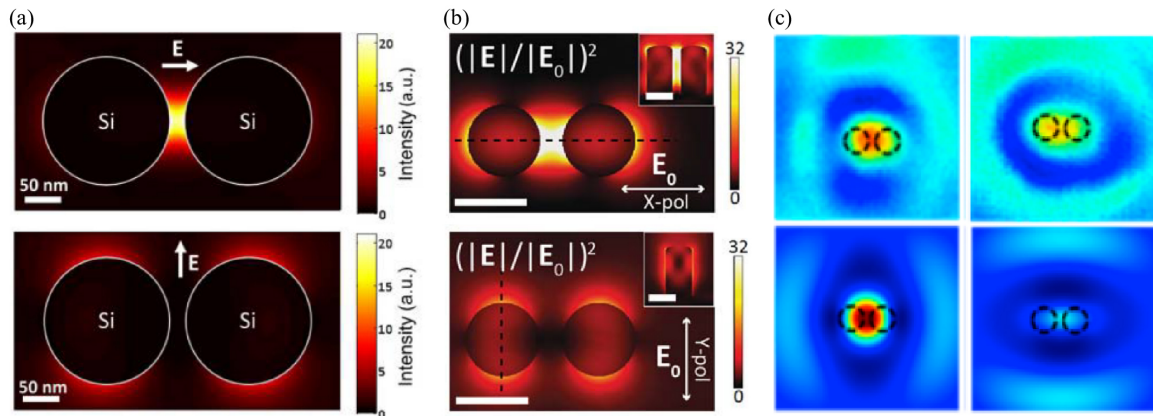 (a)
(b)
(c)
E
Si
Si
50 nm
20
15
10
5
0
Intensity (a.u.)
(|E|/|E₀|)²
E₀
X-pol
32
0
E
Si
Si
50 nm
20
15
10
5
0
Intensity (a.u.)
(|E|/|E₀|)²
E₀
Y-pol
32
0